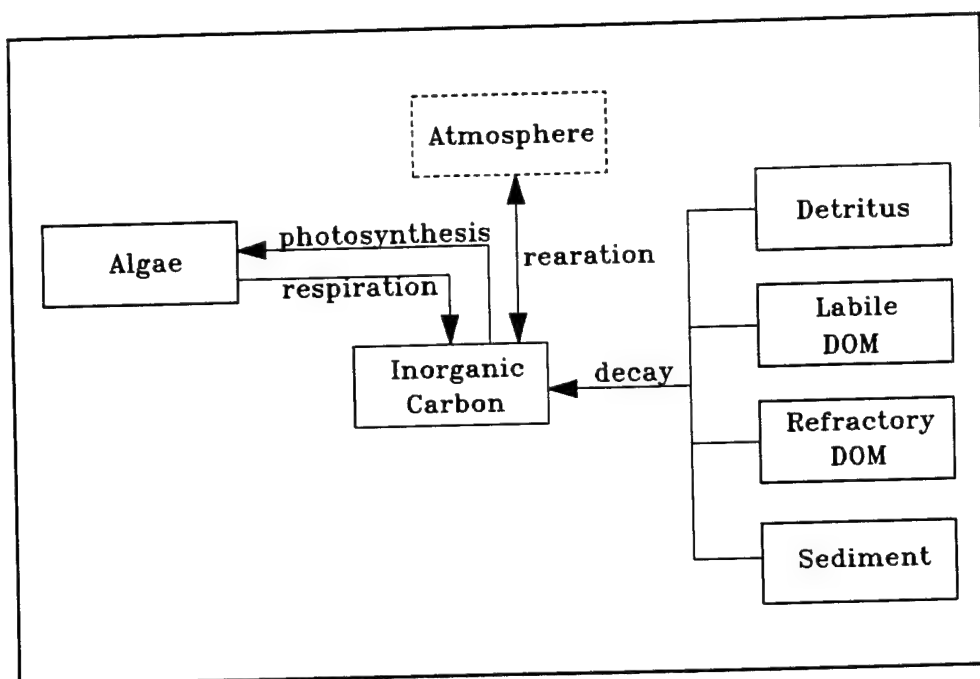 Atmosphere
Detritus
photosynthesis
Algae
rearation
respiration
Labile
DOM
Inorganic
Carbon
decay
Refractory
DOM
Sediment